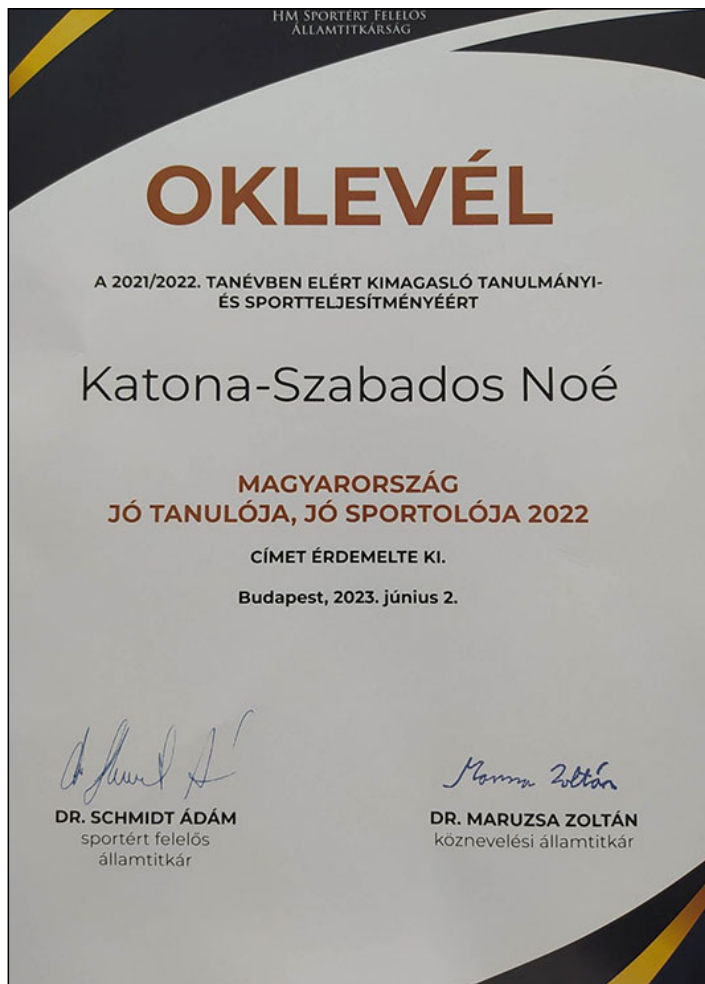 HM SPORTÉRT FELELŐS
ÁLLAMTITKÁRSÁG
OKLEVÉL
A 2021/2022. TANÉVBEN ELÉRT KIMAGASLÓ TANULMÁNYI-
ÉS SPORTTELJESÍTMÉNYÉÉRT
Katona-Szabados Noé
MAGYARORSZÁG
JÓ TANULÓJA, JÓ SPORTOLÓJA 2022
CÍMET ÉRDEMELTE KI.
Budapest, 2023. június 2.
DR. SCHMIDT ÁDÁM
sportért felelős
államtitkár
Zoltán
DR. MARUZSA ZOLTÁN
köznevelési államtitkár